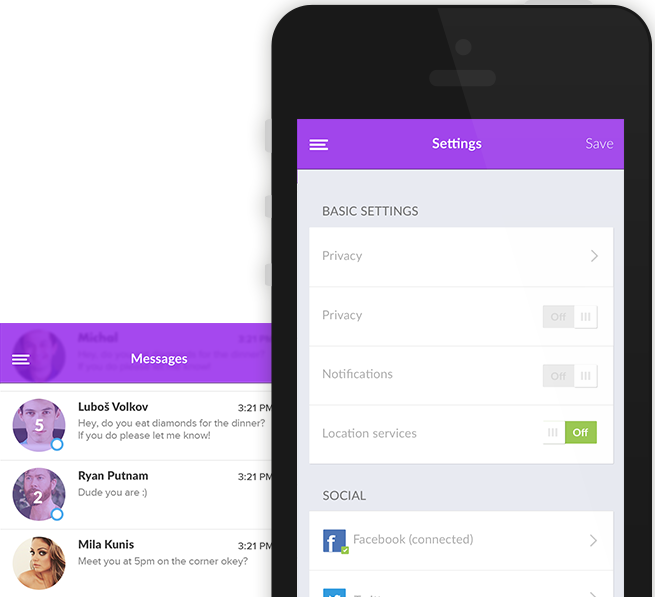 Settings
Save
BASIC SETTINGS
Privacy
Privacy
Off
Notifications
Off
Location services
Off
SOCIAL
Facebook (connected)
Michal
Messages
Luboš Volkov
3:21 PM
Hey, do you eat diamonds for the dinner?
If you do please let me know!
5
Ryan Putnam
3:21 PM
Dude you are :)
2
Mila Kunis
3:21 PM
Meet you at 5pm on the corner okey?